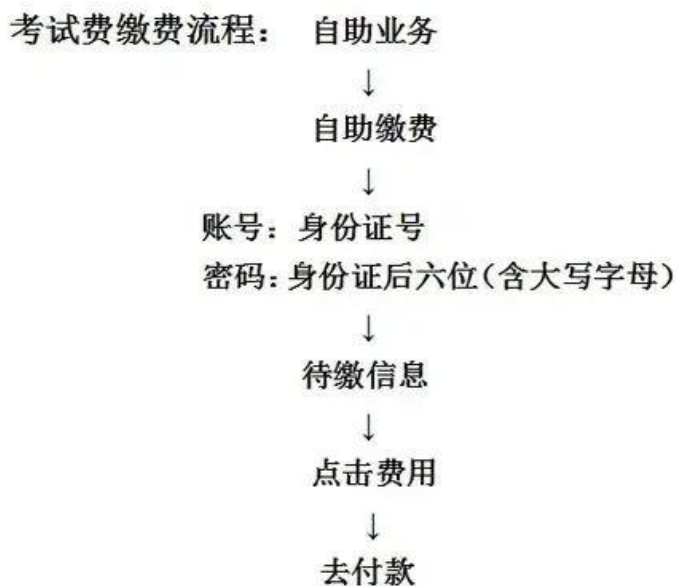 考试费缴费流程： 自助业务
↓
自助缴费
↓
账号：身份证号
密码：身份证后六位（含大写字母）
↓
待缴信息
↓
点击费用
↓
去付款